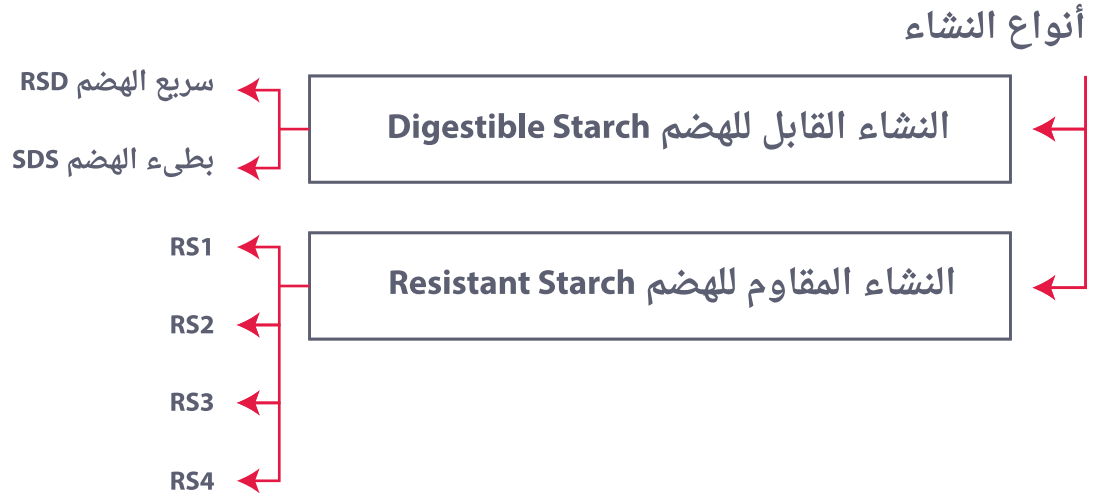 أنواع النشاء
النشاء القابل للهضم Digestible Starch
سريع الهضم RSD
بطىء الهضم SDS
النشاء المقاوم للهضم Resistant Starch
RS1
RS2
RS3
RS4